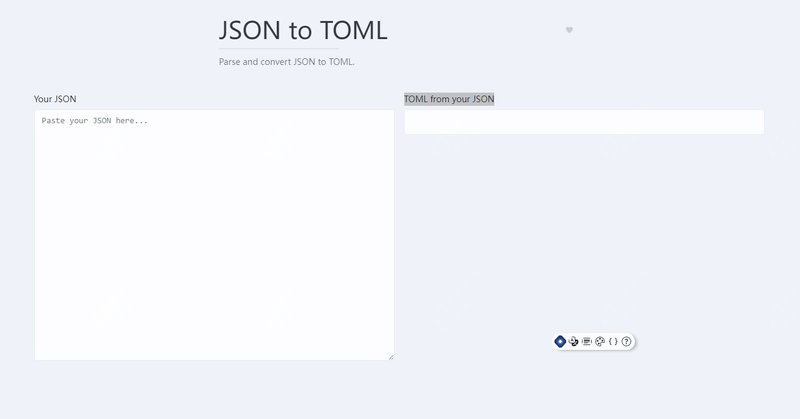 JSON to TOML
Parse and convert JSON to TOML.
Your JSON
Paste your JSON here...
TOML from your JSON